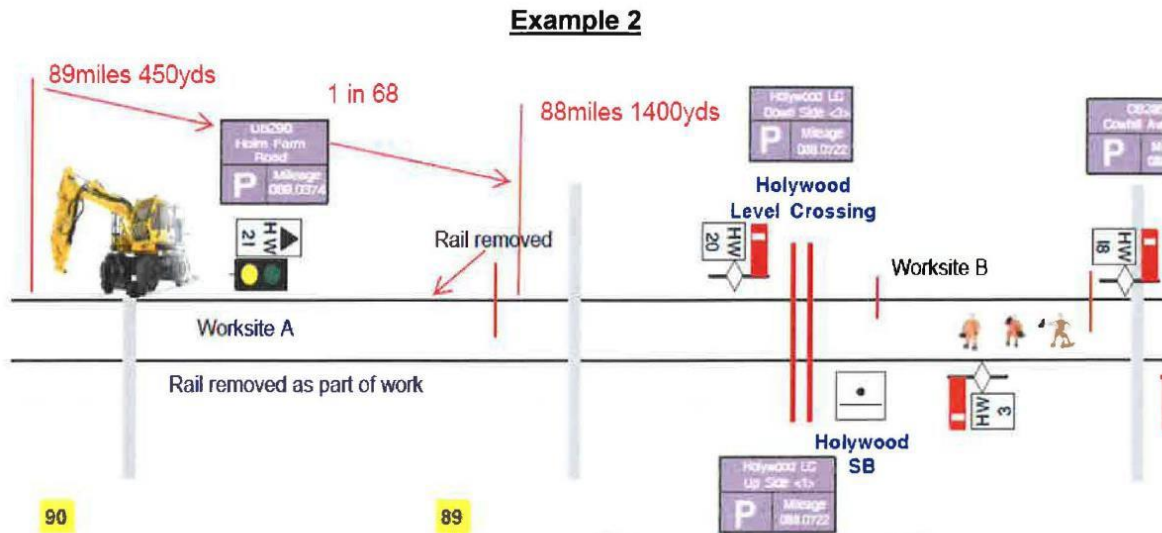 Example 2
89miles 450yds
1 in 68
88miles 1400yds
UB290
Holm Farm
Road
P
Mileage
089.0374
Holywood LC
Down Side <3>
P
Mileage
088.0722
P
HW
21
Rail removed
Holywood
Level Crossing
HW
20
Worksite B
HW
18
Worksite A
Rail removed as part of work
HW
3
Holywood
SB
Holywood LC
Up Side <1>
P
Mileage
088.0722
90
89